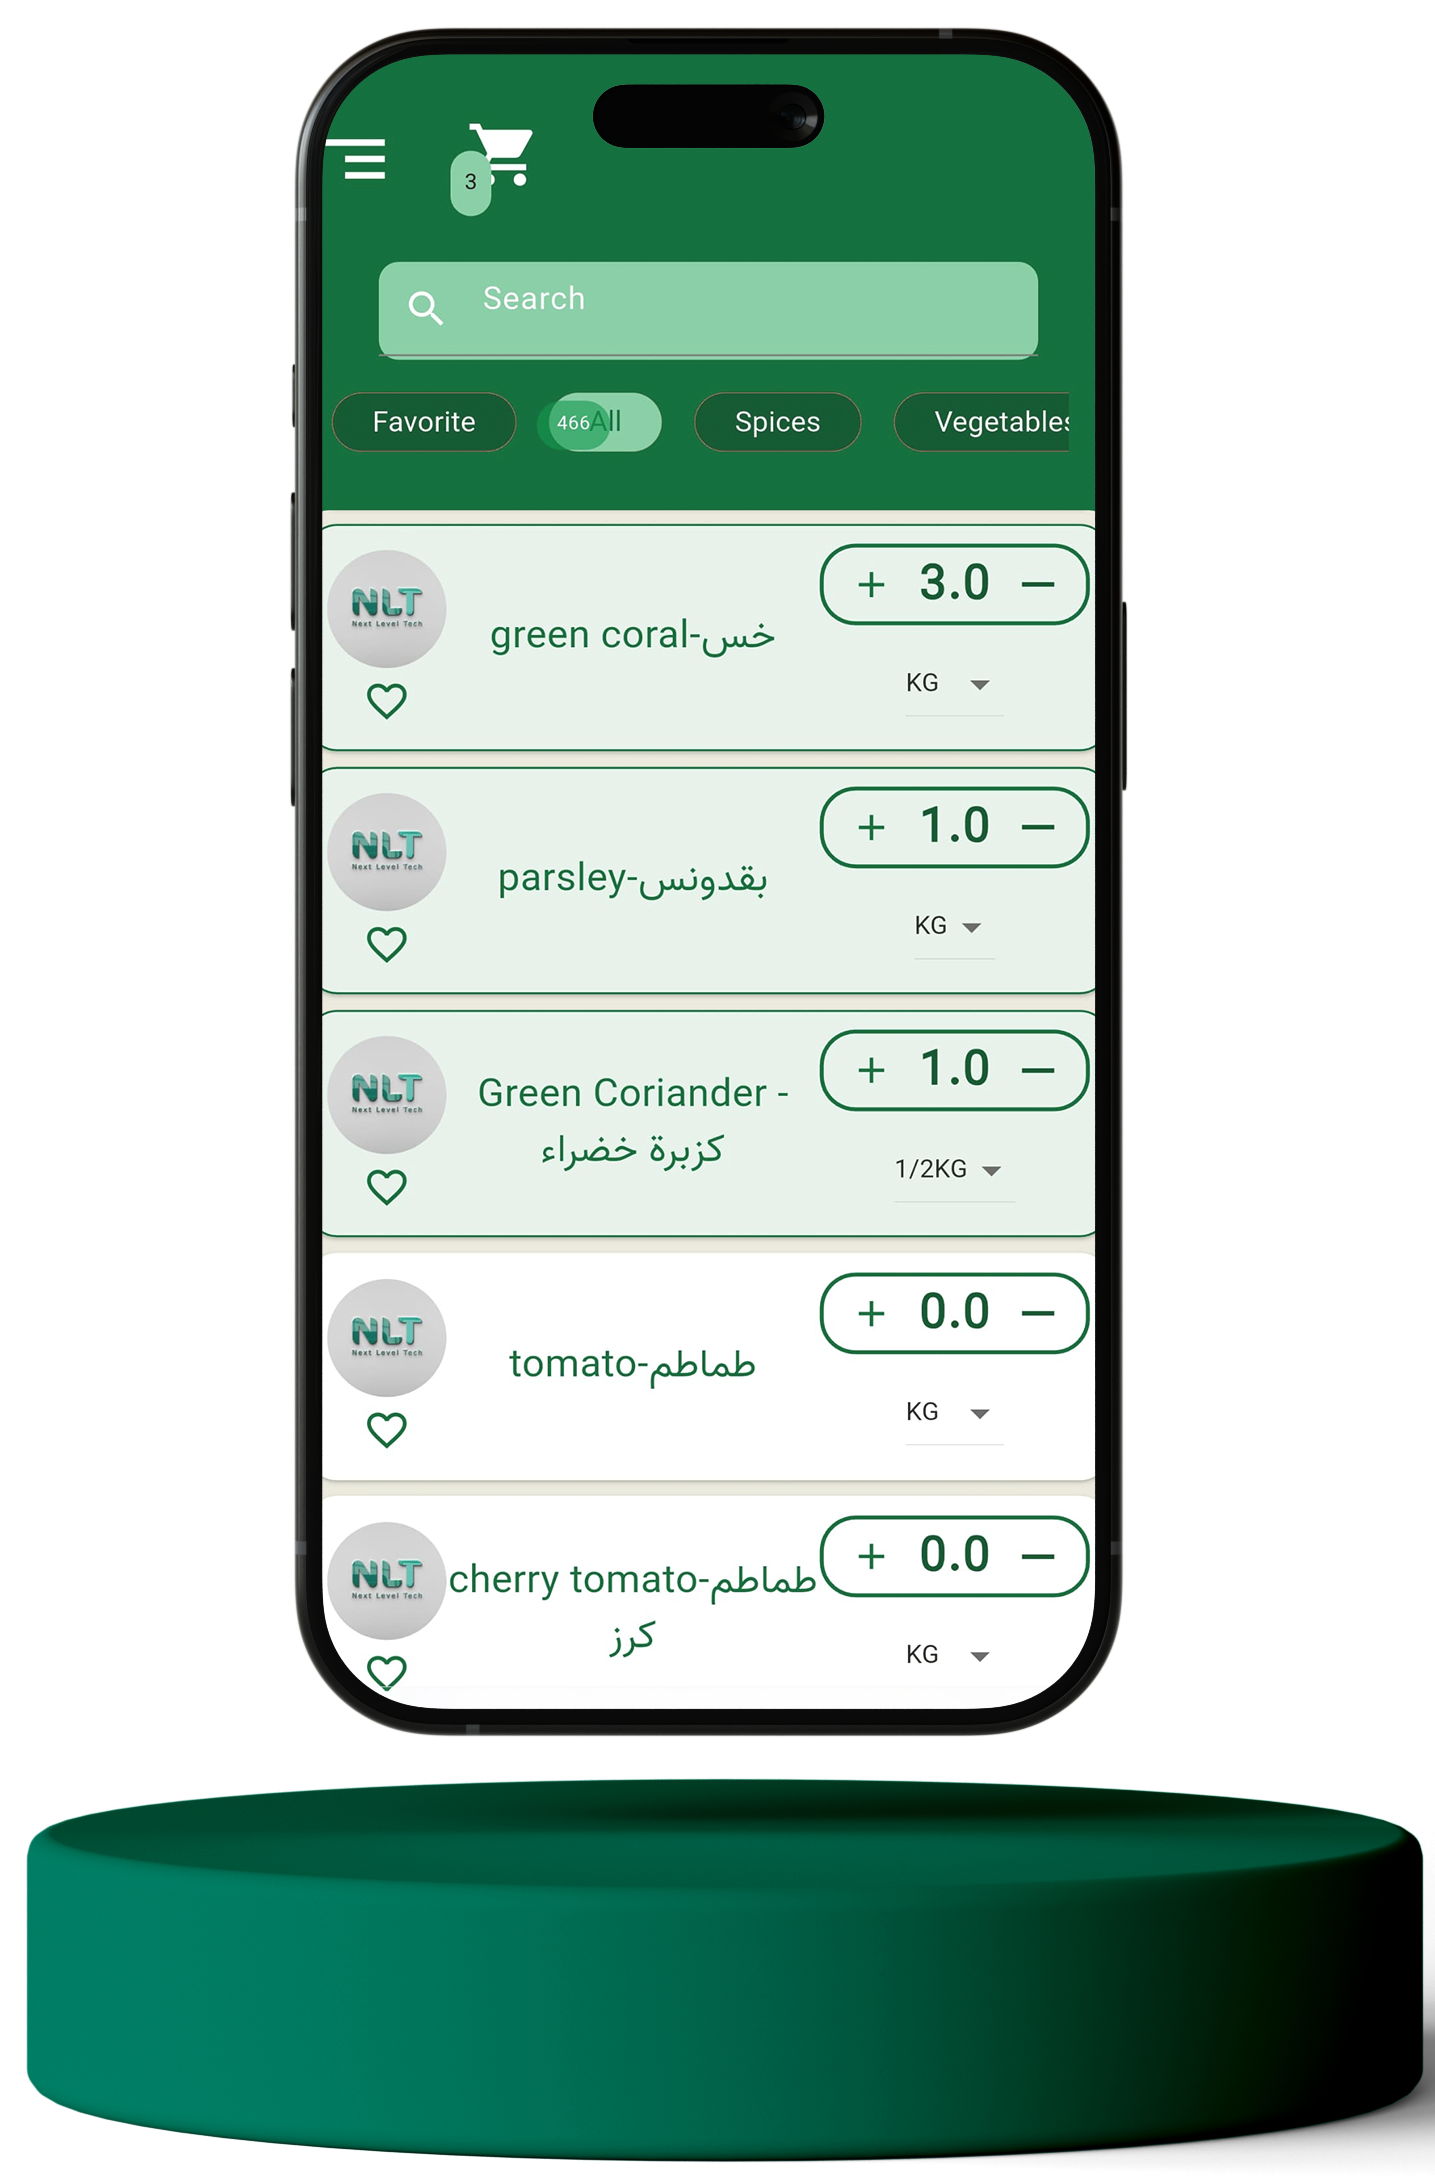 3
Search
Favorite
466 All
Spices
Vegetables
NLT
Next Level Tech
green coral-خس
+ 3.0 −
KG
NLT
Next Level Tech
parsley-بقدونس
+ 1.0 −
KG
NLT
Next Level Tech
Green Coriander -
كزبرة خضراء
+ 1.0 −
1/2KG
NLT
Next Level Tech
tomato-طماطم
+ 0.0 −
KG
NLT
Next Level Tech
cherry tomato-طماطم
كرز
+ 0.0 −
KG